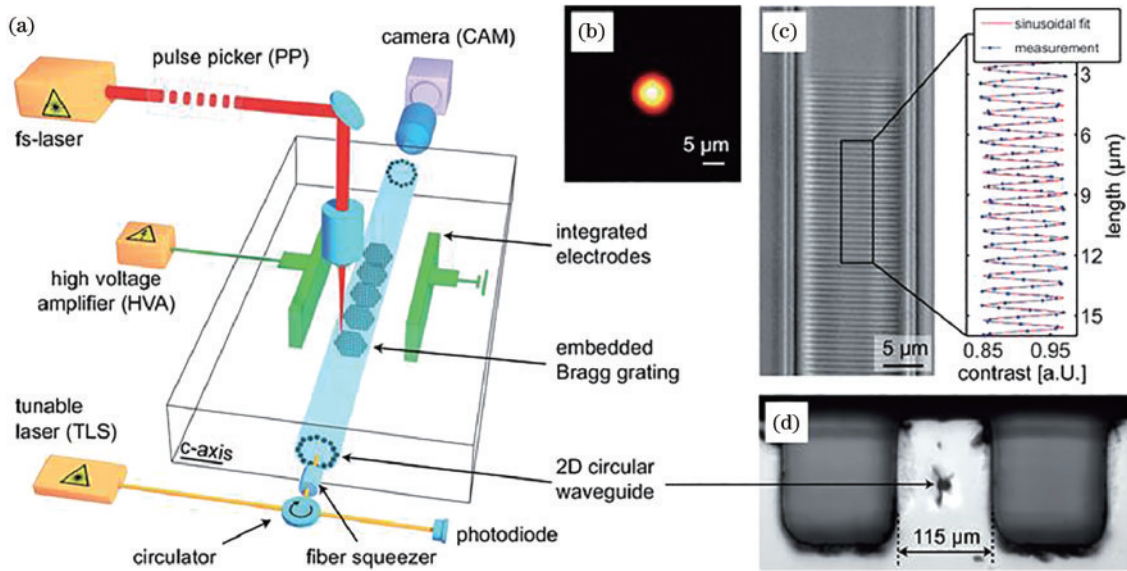 (a)
camera (CAM)
pulse picker (PP)
fs-laser
high voltage
amplifier (HVA)
integrated
electrodes
embedded
Bragg grating
tunable
laser (TLS)
c-axis
2D circular
waveguide
circulator
fiber squeezer
photodiode
(b)
5 μm
(c)
sinusoidal fit
measurement
3
6
9
12
15
length (μm)
0.85
0.95
contrast [a.U.]
5 μm
(d)
115 μm